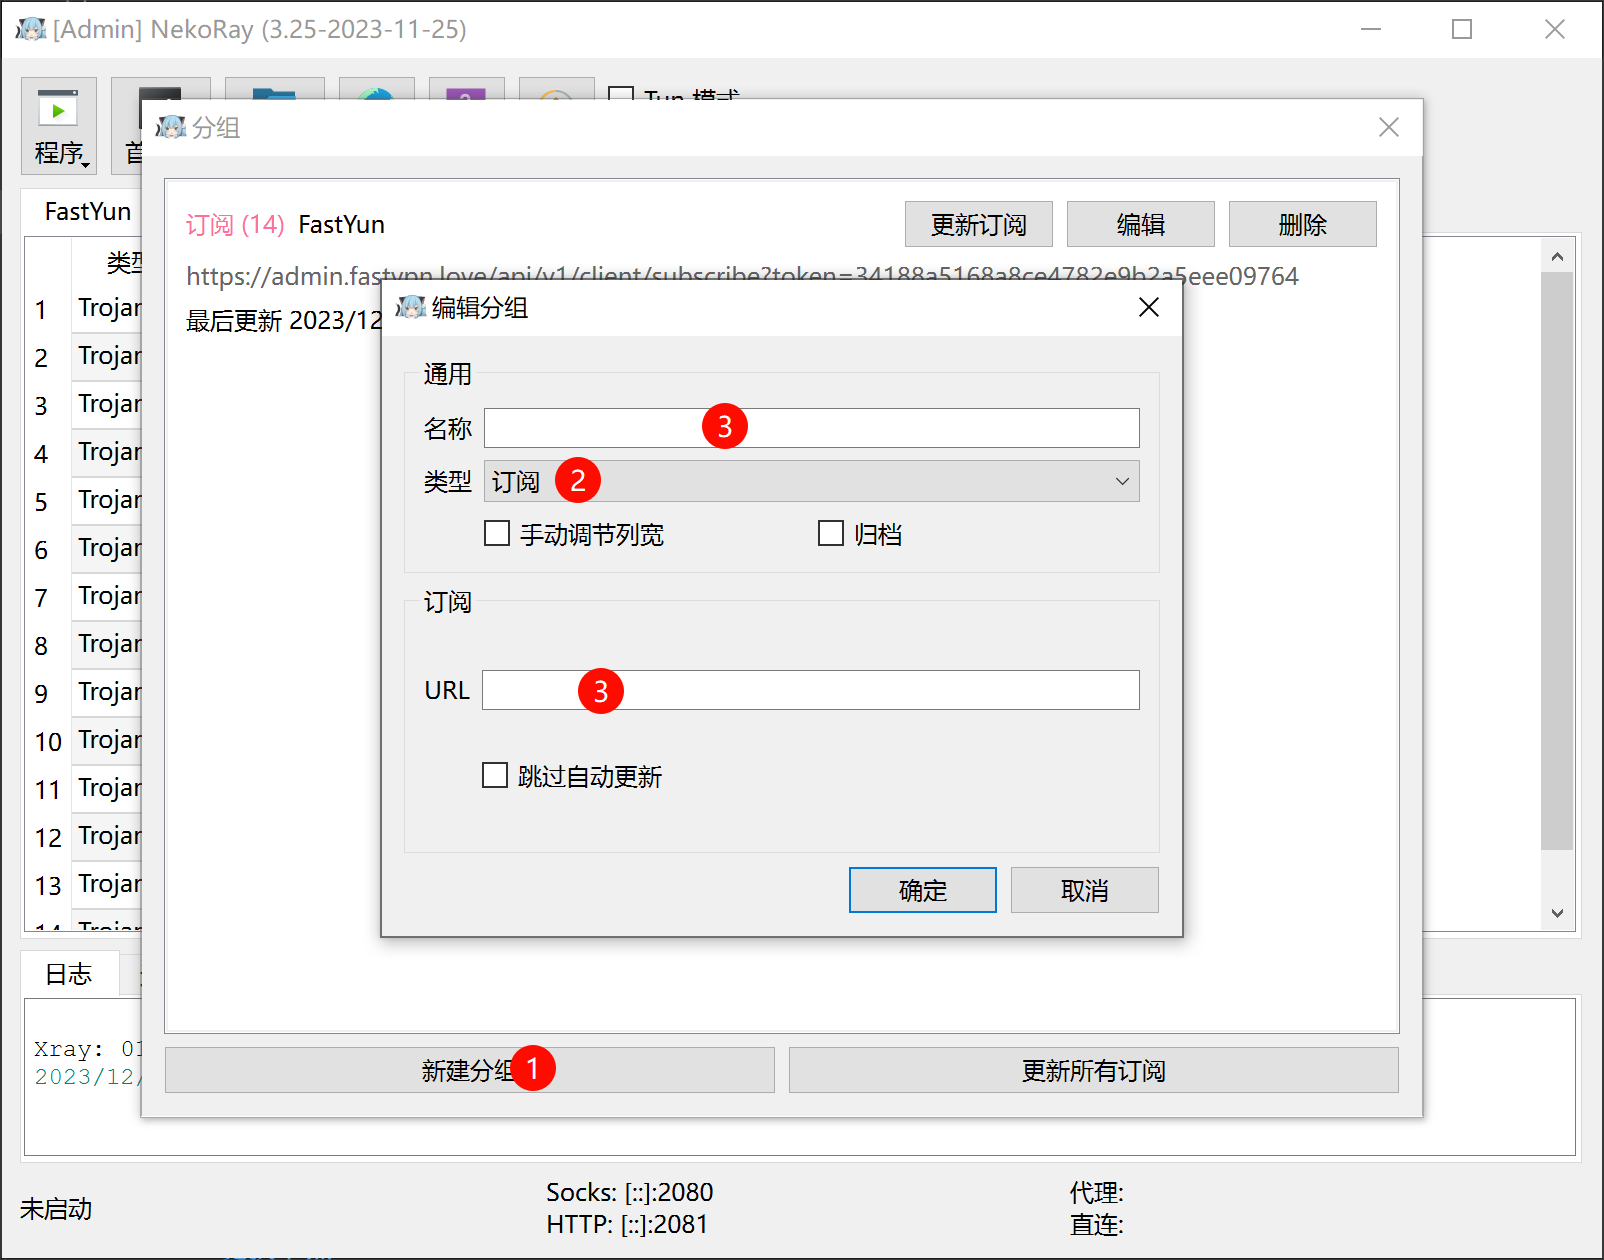 [Admin] NekoRay (3.25-2023-11-25)
程序
首
Tun 模式
分组
FastYun
类型
1 Trojan
2 Trojan
3 Trojan
4 Trojan
5 Trojan
6 Trojan
7 Trojan
8 Trojan
9 Trojan
10 Trojan
11 Trojan
12 Trojan
13 Trojan
14 Trojan
订阅 (14) FastYun
更新订阅
编辑
删除
https://admin.fastvpn.love/api/v1/client/subscribe?token=34188a5168a8ce4782e9b2a5eee09764
最后更新 2023/12
编辑分组
通用
名称
3
类型
订阅
2
手动调节列宽
归档
订阅
URL
3
跳过自动更新
确定
取消
新建分组
1
更新所有订阅
日志
Xray: 01
2023/12/
未启动
Socks: [::]:2080
HTTP: [::]:2081
代理:
直连: